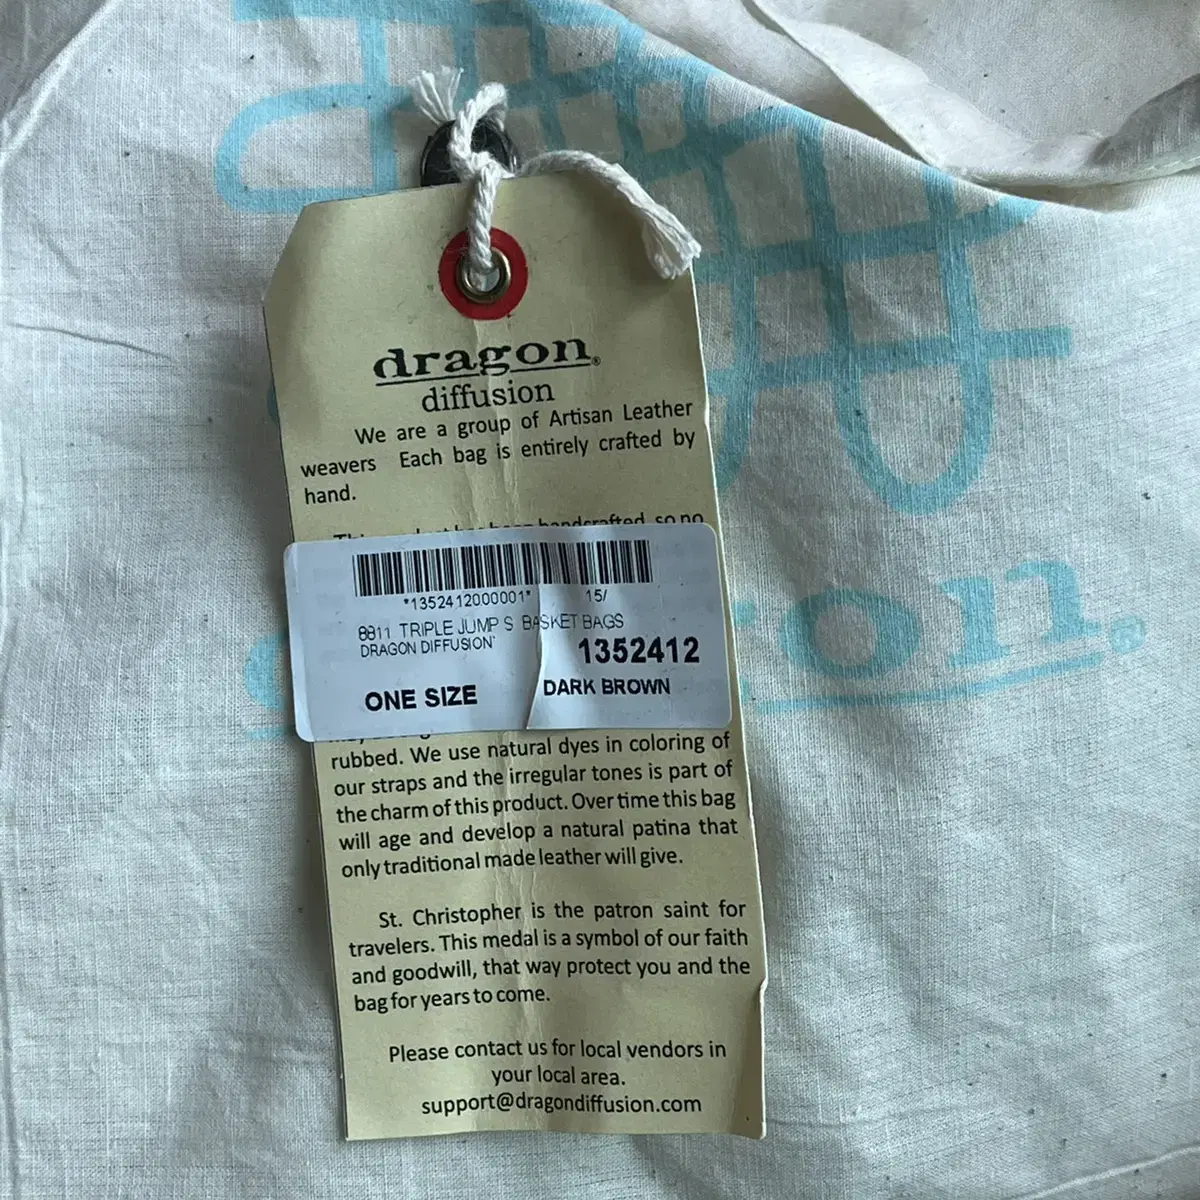 dragon®
diffusion
We are a group of Artisan Leather
weavers Each bag is entirely crafted by
hand.
handcrafted, so no
*1352412000001* 15/
8811 TRIPLE JUMP S BASKET BAGS
DRAGON DIFFUSION
1352412
ONE SIZE DARK BROWN
rubbed. We use natural dyes in coloring of
our straps and the irregular tones is part of
the charm of this product. Over time this bag
will age and develop a natural patina that
only traditional made leather will give.
St. Christopher is the patron saint for
travelers. This medal is a symbol of our faith
and goodwill, that way protect you and the
bag for years to come.
Please contact us for local vendors in
your local area.
support@dragondiffusion.com